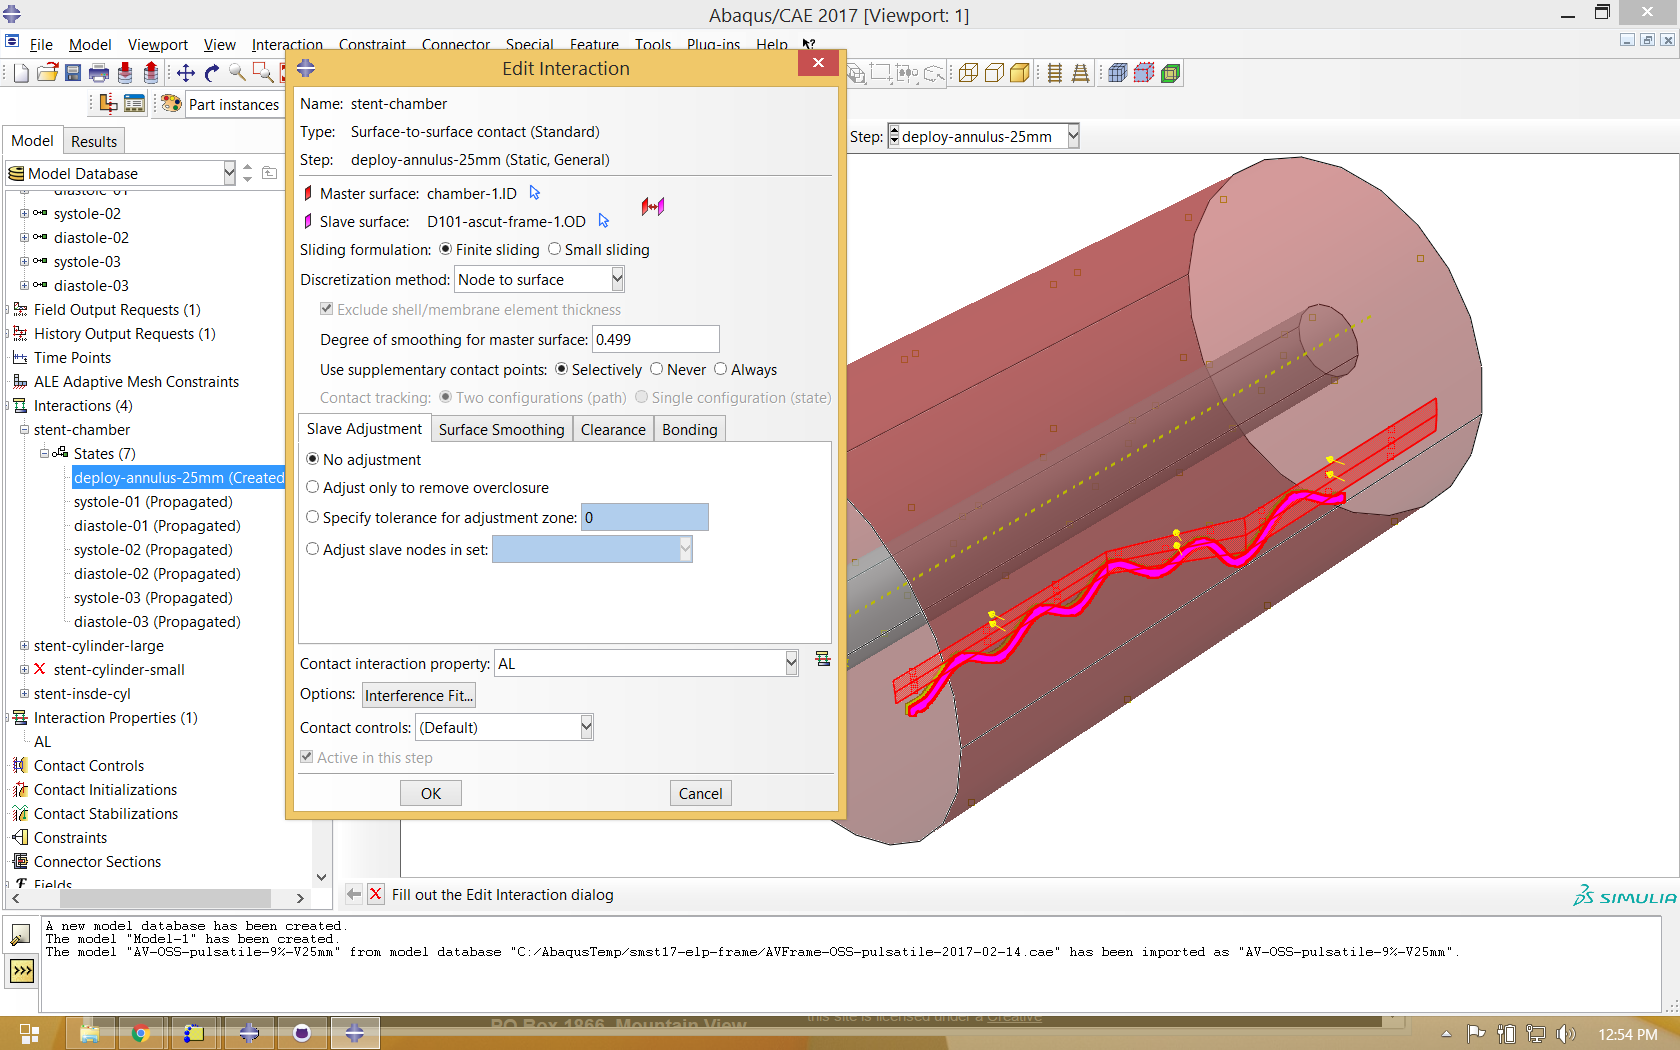 Abaqus/CAE 2017 [Viewport: 1]
File Model Viewport View Interaction Constraint Connector Special Feature Tools Plug-ins Help
Part instances
Model Results
Step: deploy-annulus-25mm
Model Database
diastole-01
systole-02
diastole-02
systole-03
diastole-03
Field Output Requests (1)
History Output Requests (1)
Time Points
ALE Adaptive Mesh Constraints
Interactions (4)
stent-chamber
States (7)
deploy-annulus-25mm (Created
systole-01 (Propagated)
diastole-01 (Propagated)
systole-02 (Propagated)
diastole-02 (Propagated)
systole-03 (Propagated)
diastole-03 (Propagated)
stent-cylinder-large
stent-cylinder-small
stent-insde-cyl
Interaction Properties (1)
AL
Contact Controls
Contact Initializations
Contact Stabilizations
Constraints
Connector Sections
Fields
Edit Interaction
Name: stent-chamber
Type: Surface-to-surface contact (Standard)
Step: deploy-annulus-25mm (Static, General)
Master surface: chamber-1.ID
Slave surface: D101-ascut-frame-1.OD
Sliding formulation: Finite sliding Small sliding
Discretization method: Node to surface
Exclude shell/membrane element thickness
Degree of smoothing for master surface: 0.499
Use supplementary contact points: Selectively Never Always
Contact tracking: Two configurations (path) Single configuration (state)
Slave Adjustment Surface Smoothing Clearance Bonding
No adjustment
Adjust only to remove overclosure
Specify tolerance for adjustment zone: 0
Adjust slave nodes in set:
Contact interaction property: AL
Options: Interference Fit...
Contact controls: (Default)
Active in this step
OK Cancel
Fill out the Edit Interaction dialog
SIMULIA
A new model database has been created.
The model "Model-1" has been created.
The model "AV-OSS-pulsatile-9%-V25mm" from model database "C:/AbaqusTemp/smst17-elp-frame/AVFrame-OSS-pulsatile-2017-02-14.cae" has been imported as "AV-OSS-pulsatile-9%-V25mm".
>>>
PO Box 1866, Mountain View
this site is licensed under a Creative
12:54 PM